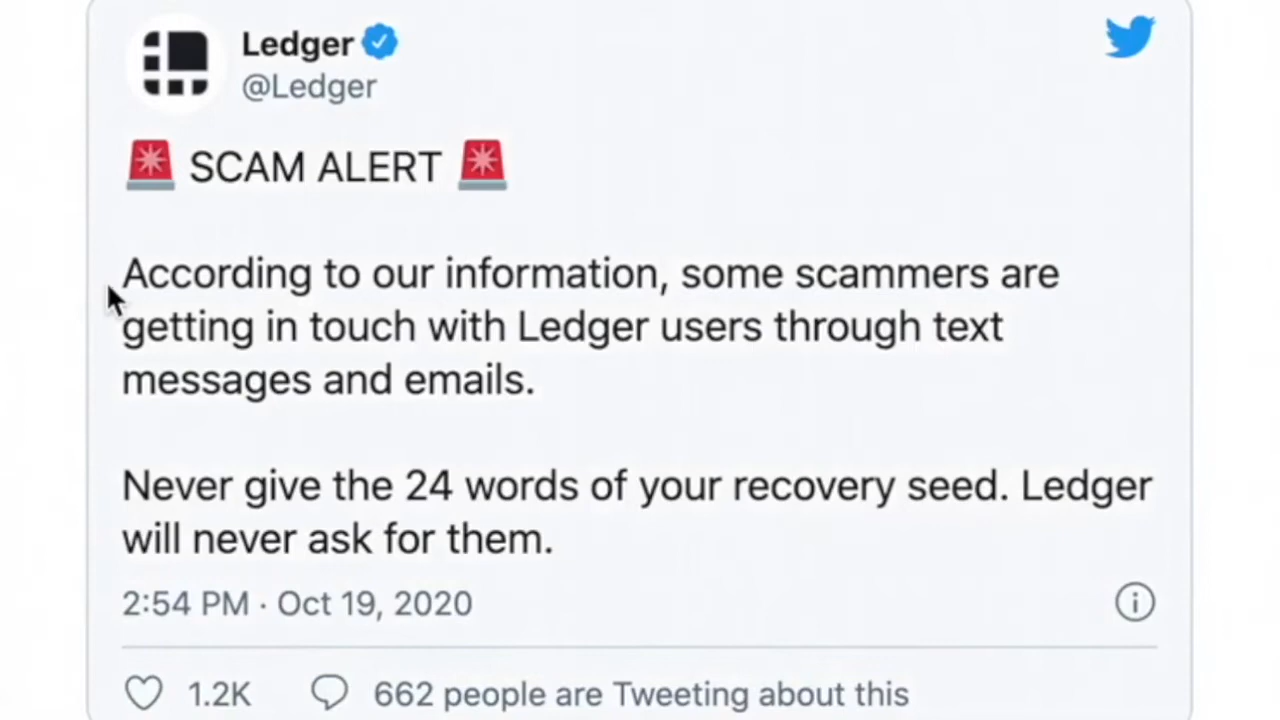 Ledger
@Ledger
🚨 SCAM ALERT 🚨
According to our information, some scammers are
getting in touch with Ledger users through text
messages and emails.
Never give the 24 words of your recovery seed. Ledger
will never ask for them.
2:54 PM · Oct 19, 2020
1.2K 662 people are Tweeting about this